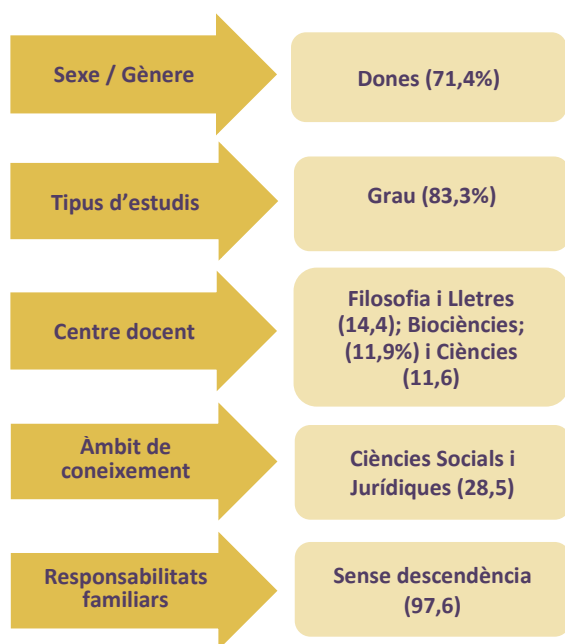 Sexe / Gènere
Dones (71,4%)
Tipus d’estudis
Grau (83,3%)
Centre docent
Filosofia i Lletres
(14,4); Biociències;
(11,9%) i Ciències
(11,6)
Àmbit de
coneixement
Ciències Socials i
Jurídiques (28,5)
Responsabilitats
familiars
Sense descendència
(97,6)